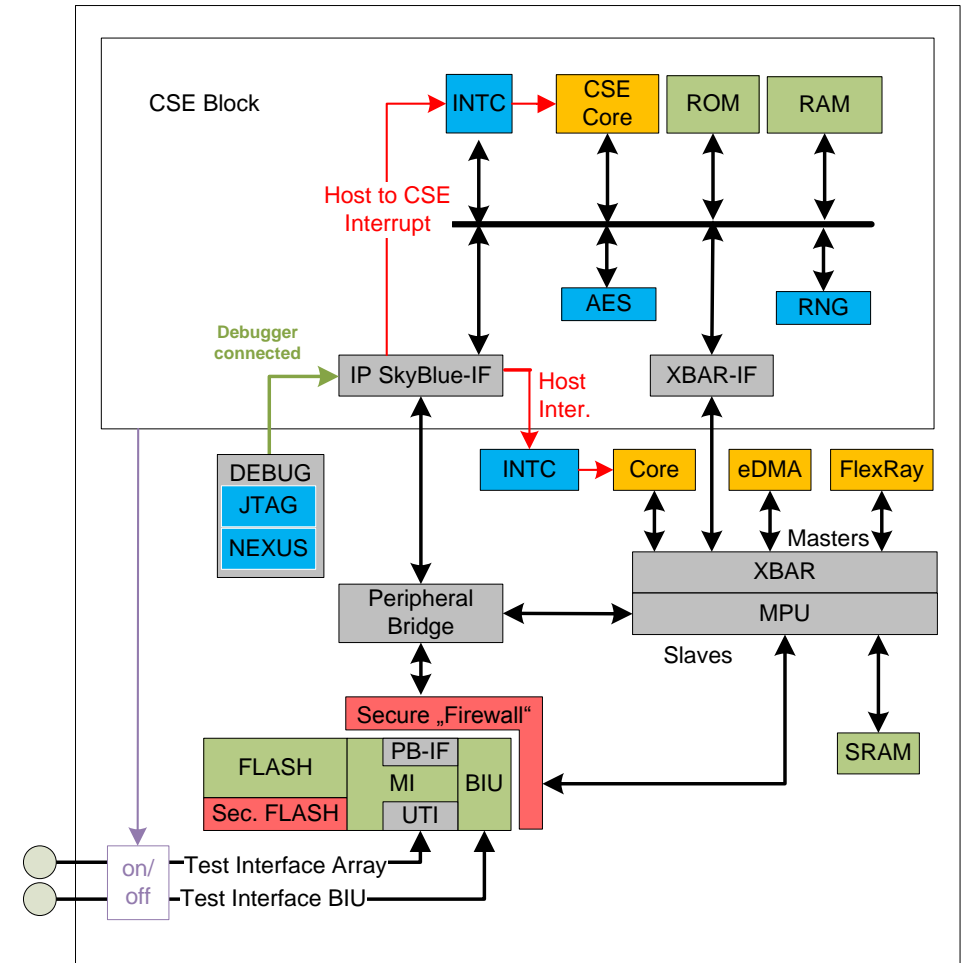 CSE Block
INTC
CSE
Core
ROM
RAM
Host to CSE
Interrupt
AES
RNG
Debugger
connected
IP SkyBlue-IF
XBAR-IF
Host
Inter.
DEBUG
JTAG
NEXUS
INTC
Core
eDMA
FlexRay
Masters
XBAR
MPU
Peripheral
Bridge
Slaves
Secure „Firewall“
SRAM
FLASH
Sec. FLASH
PB-IF
MI
UTI
BIU
on/
off
Test Interface Array
Test Interface BIU